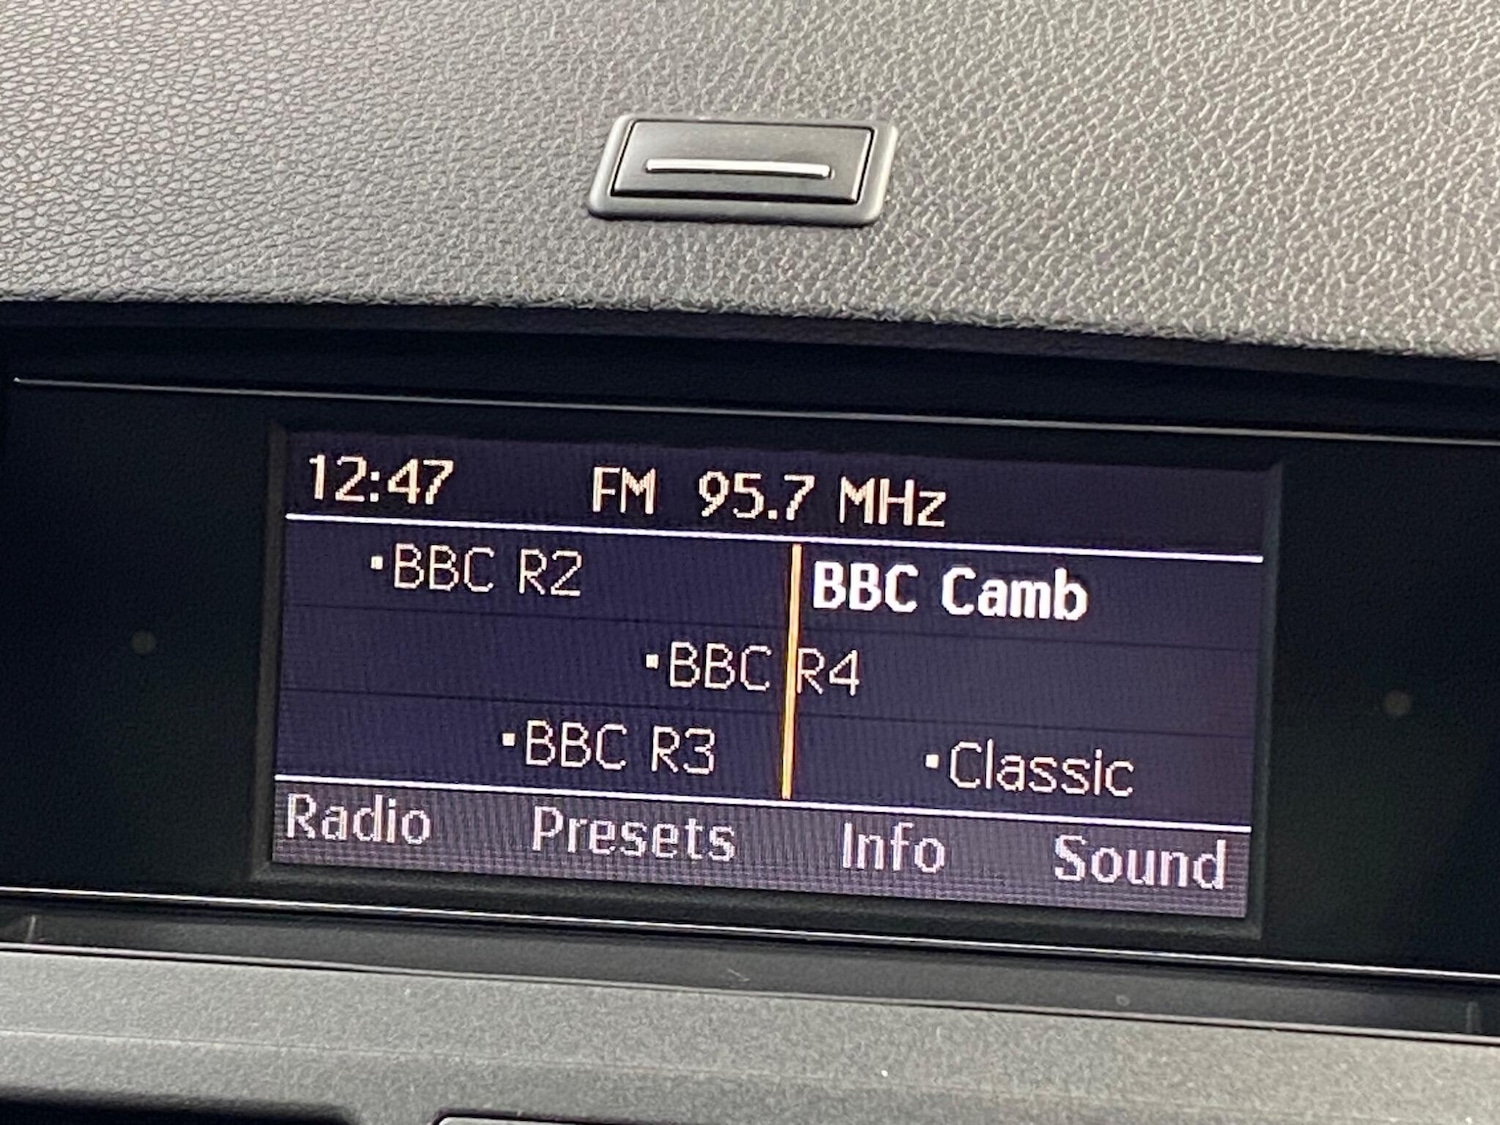 12:47 FM 95.7 MHz
·BBC R2 BBC Camb
·BBC R4
·BBC R3 ·Classic
Radio Presets Info Sound